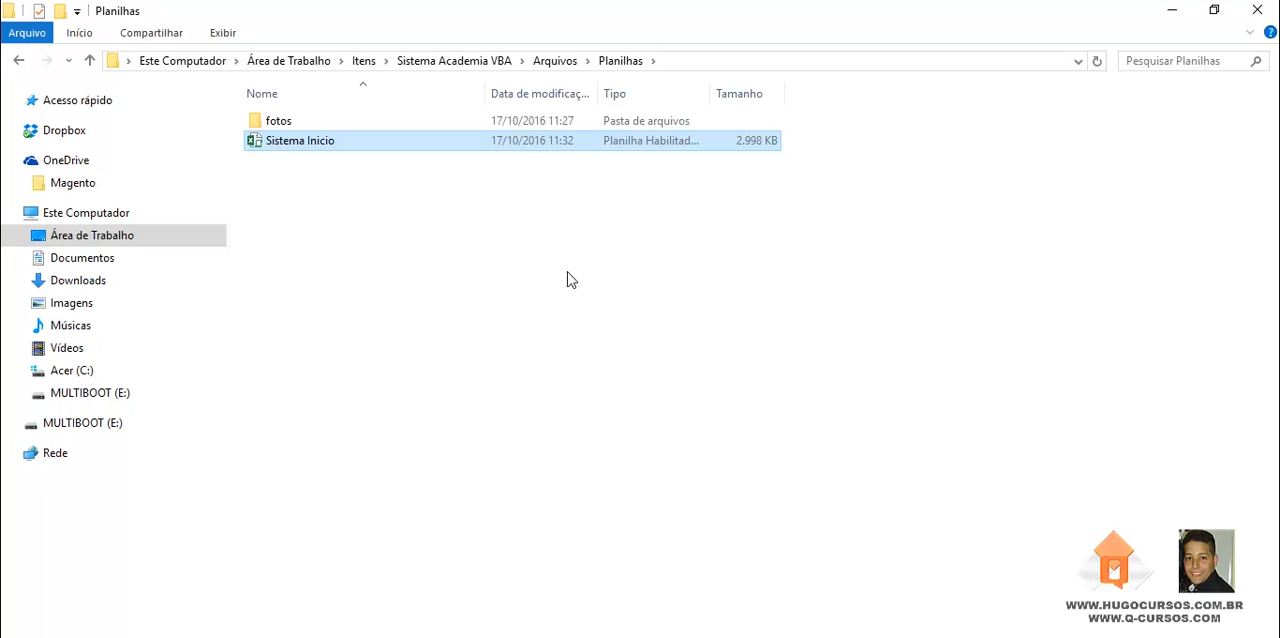 Planilhas
Arquivo Início Compartilhar Exibir
Este Computador Área de Trabalho Itens Sistema Academia VBA Arquivos Planilhas Pesquisar Planilhas
Nome Data de modificaç... Tipo Tamanho
fotos 17/10/2016 11:27 Pasta de arquivos
Sistema Inicio 17/10/2016 11:32 Planilha Habilitad... 2.998 KB
Acesso rápido
Dropbox
OneDrive
Magento
Este Computador
Área de Trabalho
Documentos
Downloads
Imagens
Músicas
Vídeos
Acer (C:)
MULTIBOOT (E:)
MULTIBOOT (E:)
Rede
WWW.HUGOCURSOS.COM.BR
WWW.Q-CURSOS.COM